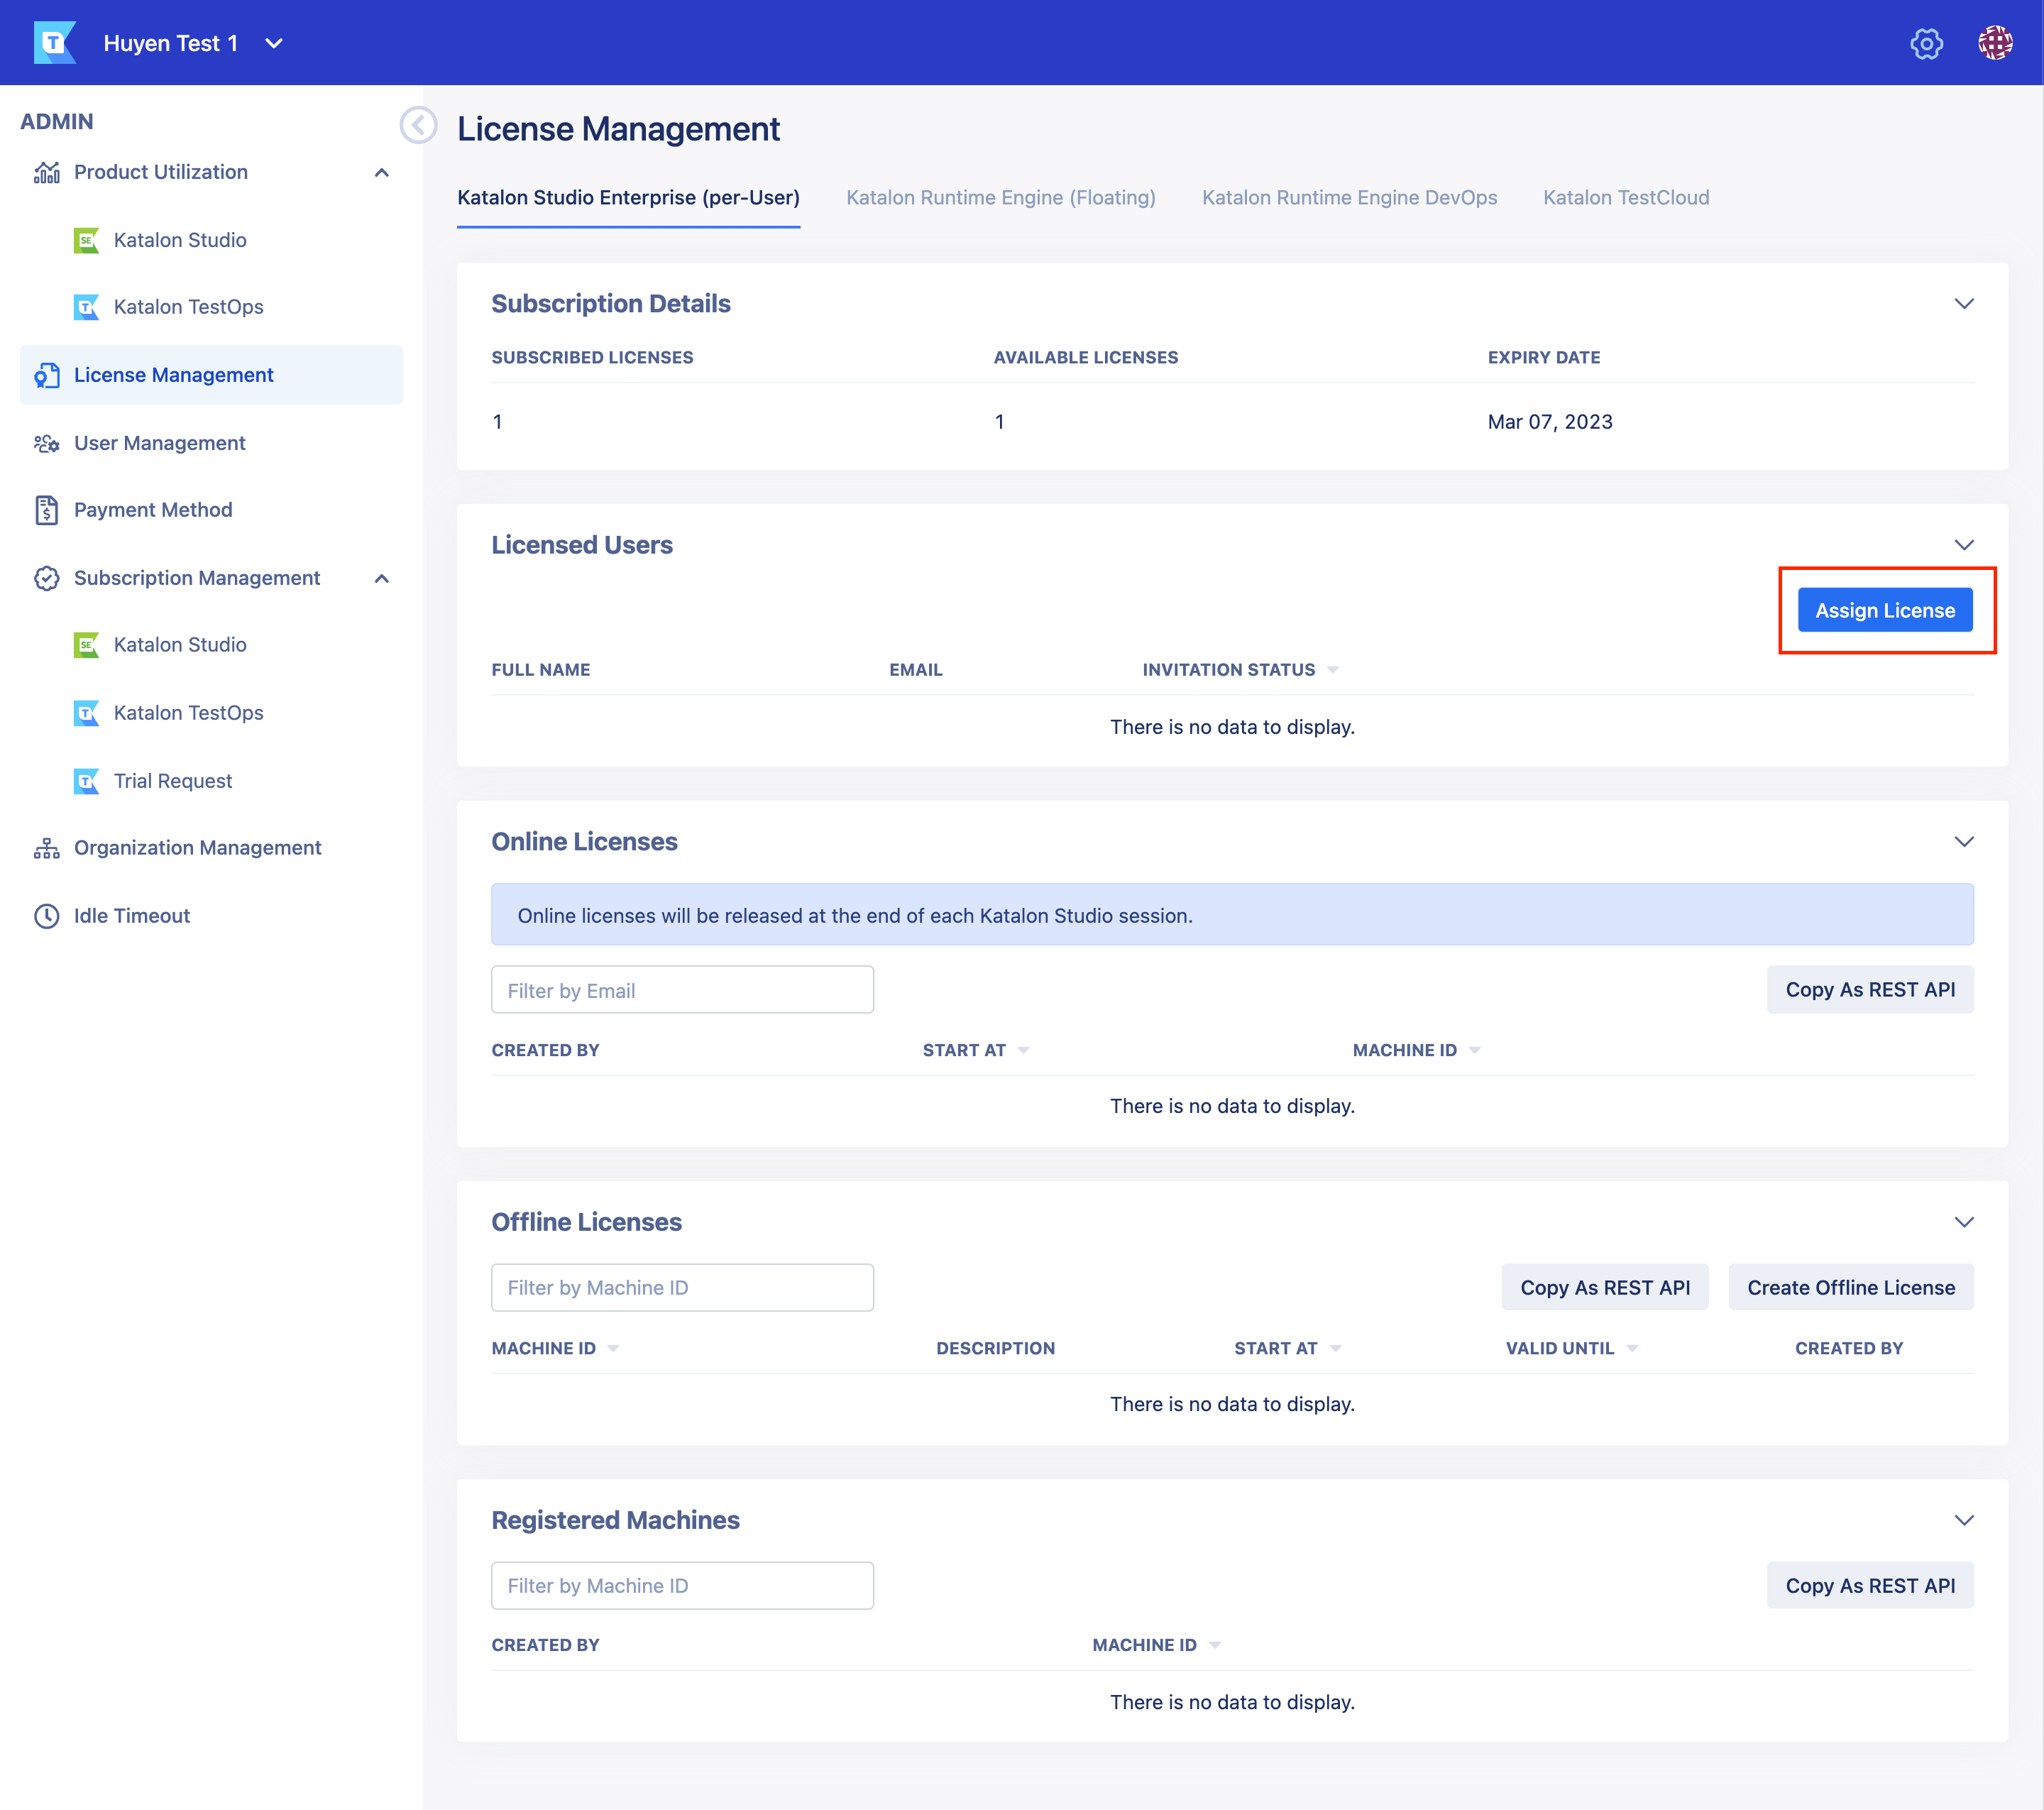 Huyen Test 1
ADMIN
Product Utilization
Katalon Studio
Katalon TestOps
License Management
User Management
Payment Method
Subscription Management
Katalon Studio
Katalon TestOps
Trial Request
Organization Management
Idle Timeout
License Management
Katalon Studio Enterprise (per-User) Katalon Runtime Engine (Floating) Katalon Runtime Engine DevOps Katalon TestCloud
Subscription Details
SUBSCRIBED LICENSES AVAILABLE LICENSES EXPIRY DATE
1 1 Mar 07, 2023
Licensed Users
Assign License
FULL NAME EMAIL INVITATION STATUS
There is no data to display.
Online Licenses
Online licenses will be released at the end of each Katalon Studio session.
Filter by Email Copy As REST API
CREATED BY START AT MACHINE ID
There is no data to display.
Offline Licenses
Filter by Machine ID Copy As REST API Create Offline License
MACHINE ID DESCRIPTION START AT VALID UNTIL CREATED BY
There is no data to display.
Registered Machines
Filter by Machine ID Copy As REST API
CREATED BY MACHINE ID
There is no data to display.